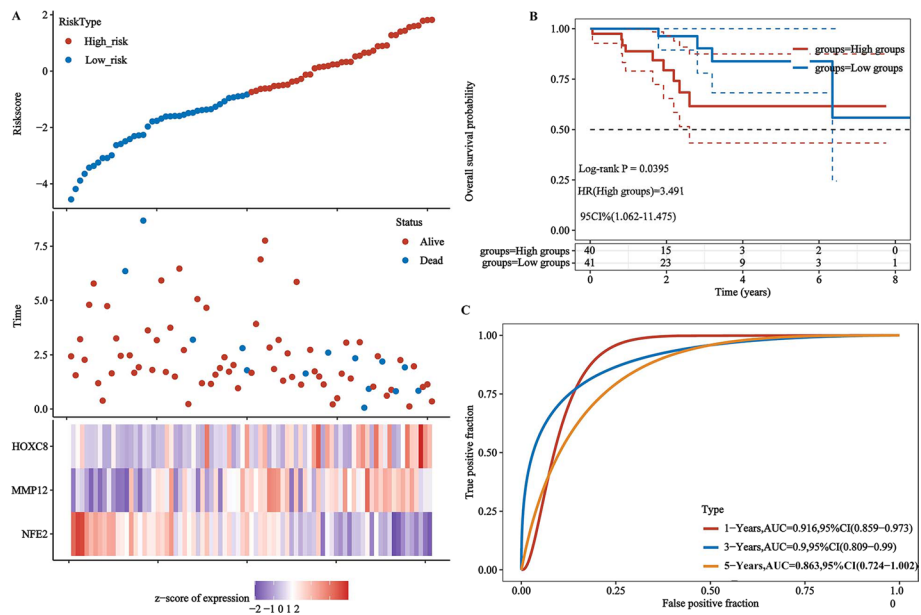 A
RiskType
High_risk
Low_risk
Riskscore
2
0
−2
−4
Status
Alive
Dead
Time
7.5
5.0
2.5
0.0
HOXC8
MMP12
NFE2
z−score of expression
−2 −1 0 1 2
B
Overall survival probability
1.00
0.75
0.50
0.25
0.00
groups=High groups
groups=Low groups
Log-rank P = 0.0395
HR(High groups)=3.491
95CI%(1.062-11.475)
groups=High groups 40 15 3 2 0
groups=Low groups 41 23 9 3 1
0 2 4 6 8
Time (years)
C
True positive fraction
1.00
0.75
0.50
0.25
0.00
Type
1−Years,AUC=0.916,95%CI(0.859−0.973)
3−Years,AUC=0.9,95%CI(0.809−0.99)
5−Years,AUC=0.863,95%CI(0.724−1.002)
0.00 0.25 0.50 0.75 1.0
0
False positive fraction